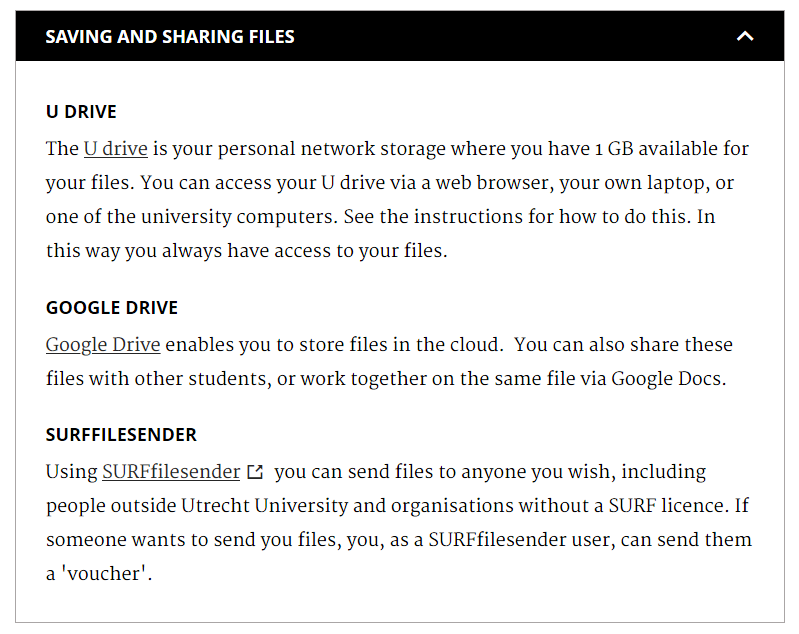 SAVING AND SHARING FILES
U DRIVE
The U drive is your personal network storage where you have 1 GB available for
your files. You can access your U drive via a web browser, your own laptop, or
one of the university computers. See the instructions for how to do this. In
this way you always have access to your files.
GOOGLE DRIVE
Google Drive enables you to store files in the cloud.  You can also share these
files with other students, or work together on the same file via Google Docs.
SURFFILESENDER
Using SURFfilesender you can send files to anyone you wish, including
people outside Utrecht University and organisations without a SURF licence. If
someone wants to send you files, you, as a SURFfilesender user, can send them
a 'voucher'.